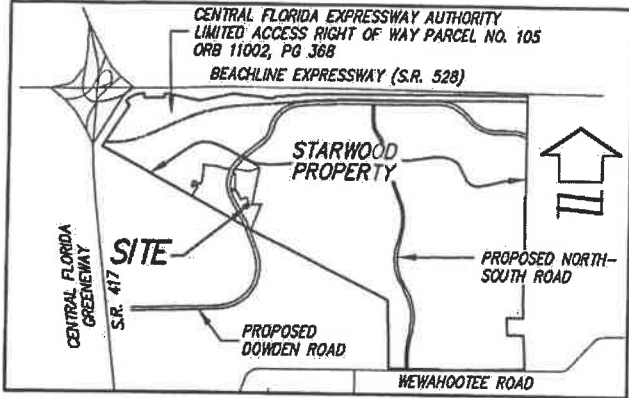 CENTRAL FLORIDA EXPRESSWAY AUTHORITY
LIMITED ACCESS RIGHT OF WAY PARCEL NO. 105
ORB 11002, PG 368
BEACHLINE EXPRESSWAY (S.R. 528)
STARWOOD
PROPERTY
SITE
CENTRAL FLORIDA
GREENEWAY
S.R. 417
PROPOSED NORTH-
SOUTH ROAD
PROPOSED
DOWDEN ROAD
WEWAHOOTEE ROAD